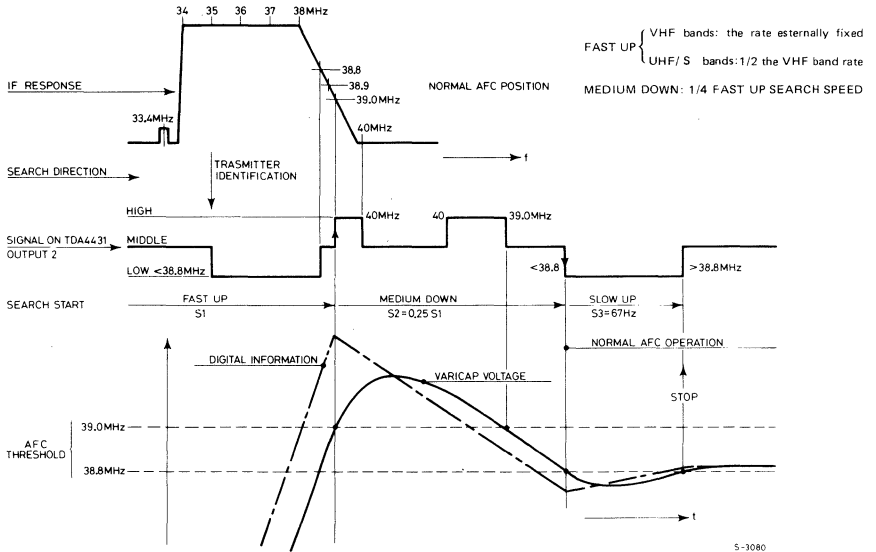 34 35 36 37 38MHz
FAST UP
VHF bands: the rate esternally fixed
UHF/S bands: 1/2 the VHF band rate
MEDIUM DOWN: 1/4 FAST UP SEARCH SPEED
38.8
38.9
39.0MHz
IF RESPONSE
NORMAL AFC POSITION
33.4MHz
40MHz
f
SEARCH DIRECTION
TRASMITTER
IDENTIFICATION
HIGH
40MHz
40
39.0MHz
SIGNAL ON TDA4431
OUTPUT 2
MIDDLE
LOW <38.8MHz
<38.8
>38.8MHz
SEARCH START
FAST UP
S1
MEDIUM DOWN
S2=0,25 S1
SLOW UP
S3=67Hz
NORMAL AFC OPERATION
DIGITAL INFORMATION
VARICAP VOLTAGE
STOP
AFC
THRESHOLD
39.0MHz
38.8MHz
t
S-3080